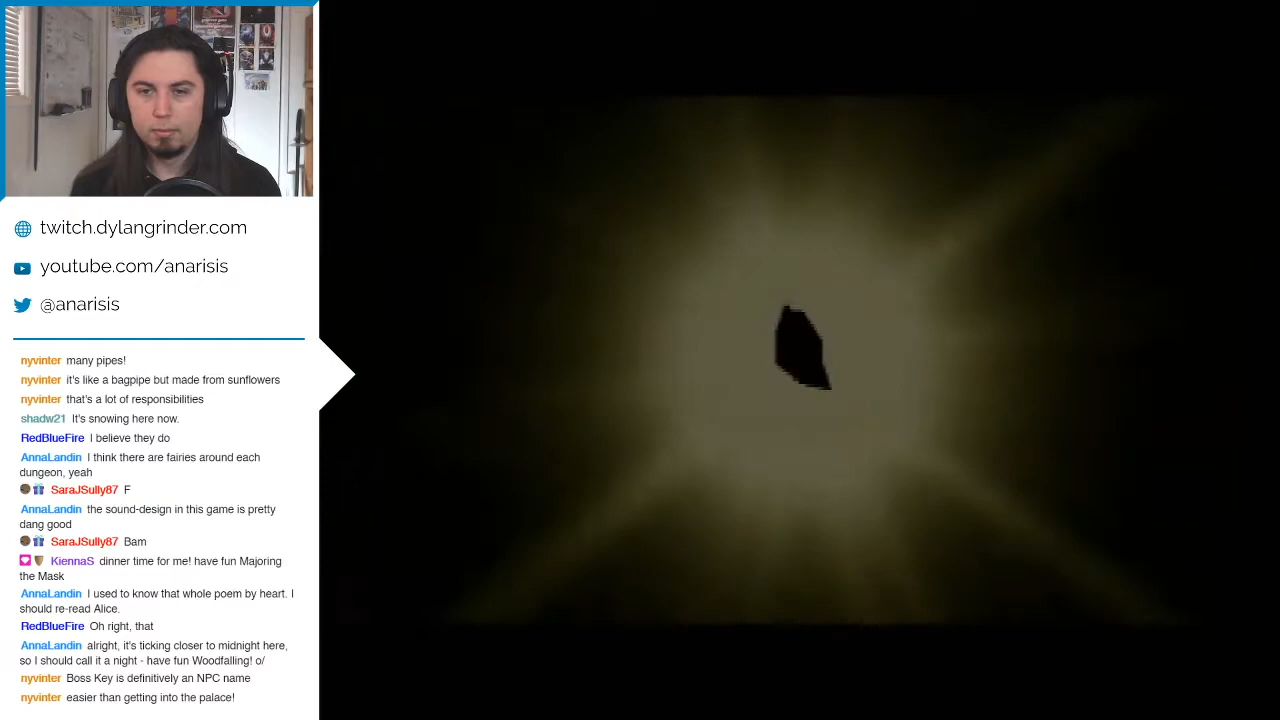 twitch.dylangrinder.com
youtube.com/anarisis
@anarisis
nyvinter many pipes!
nyvinter it's like a bagpipe but made from sunflowers
nyvinter that's a lot of responsibilities
shadw21 It's snowing here now.
RedBlueFire I believe they do
AnnaLandin I think there are fairies around each
dungeon, yeah
SaraJSully87 F
AnnaLandin the sound-design in this game is pretty
dang good
SaraJSully87 Bam
KiennaS dinner time for me! have fun Majoring
the Mask
AnnaLandin I used to know that whole poem by heart. I
should re-read Alice.
RedBlueFire Oh right, that
AnnaLandin alright, it's ticking closer to midnight here,
so I should call it a night - have fun Woodfalling! o/
nyvinter Boss Key is definitively an NPC name
nyvinter easier than getting into the palace!